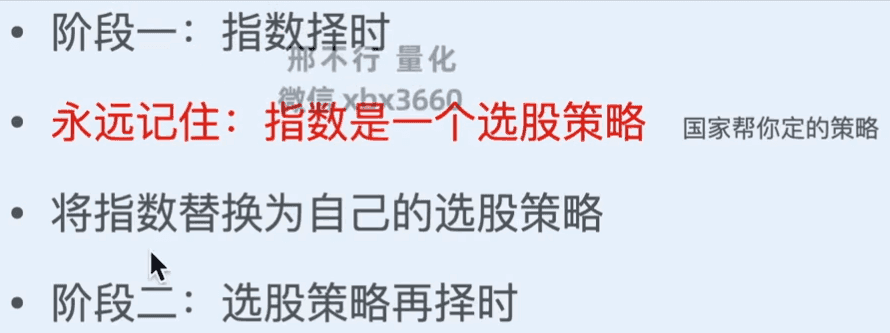 阶段一：指数择时
邢不行 量化
微信 xbx3660
永远记住：指数是一个选股策略 国家帮你定的策略
将指数替换为自己的选股策略
阶段二：选股策略再择时